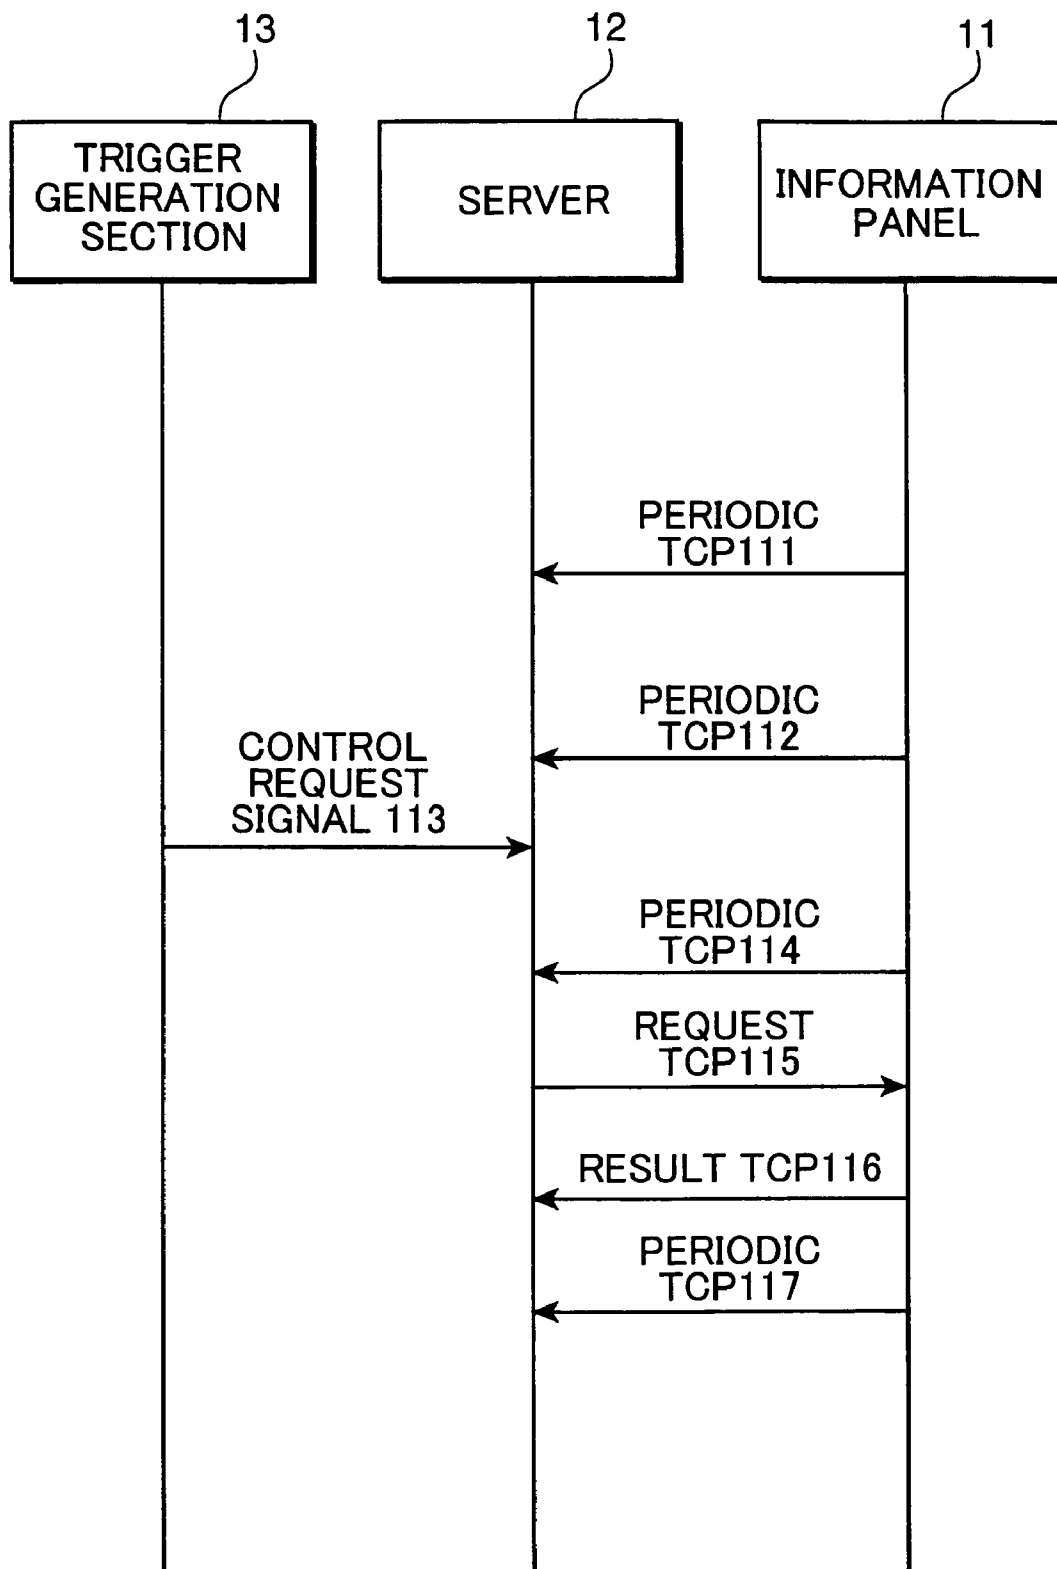 13
12
11
TRIGGER
GENERATION
SECTION
SERVER
INFORMATION
PANEL
PERIODIC
TCP111
PERIODIC
TCP112
CONTROL
REQUEST
SIGNAL 113
PERIODIC
TCP114
REQUEST
TCP115
RESULT TCP116
PERIODIC
TCP117